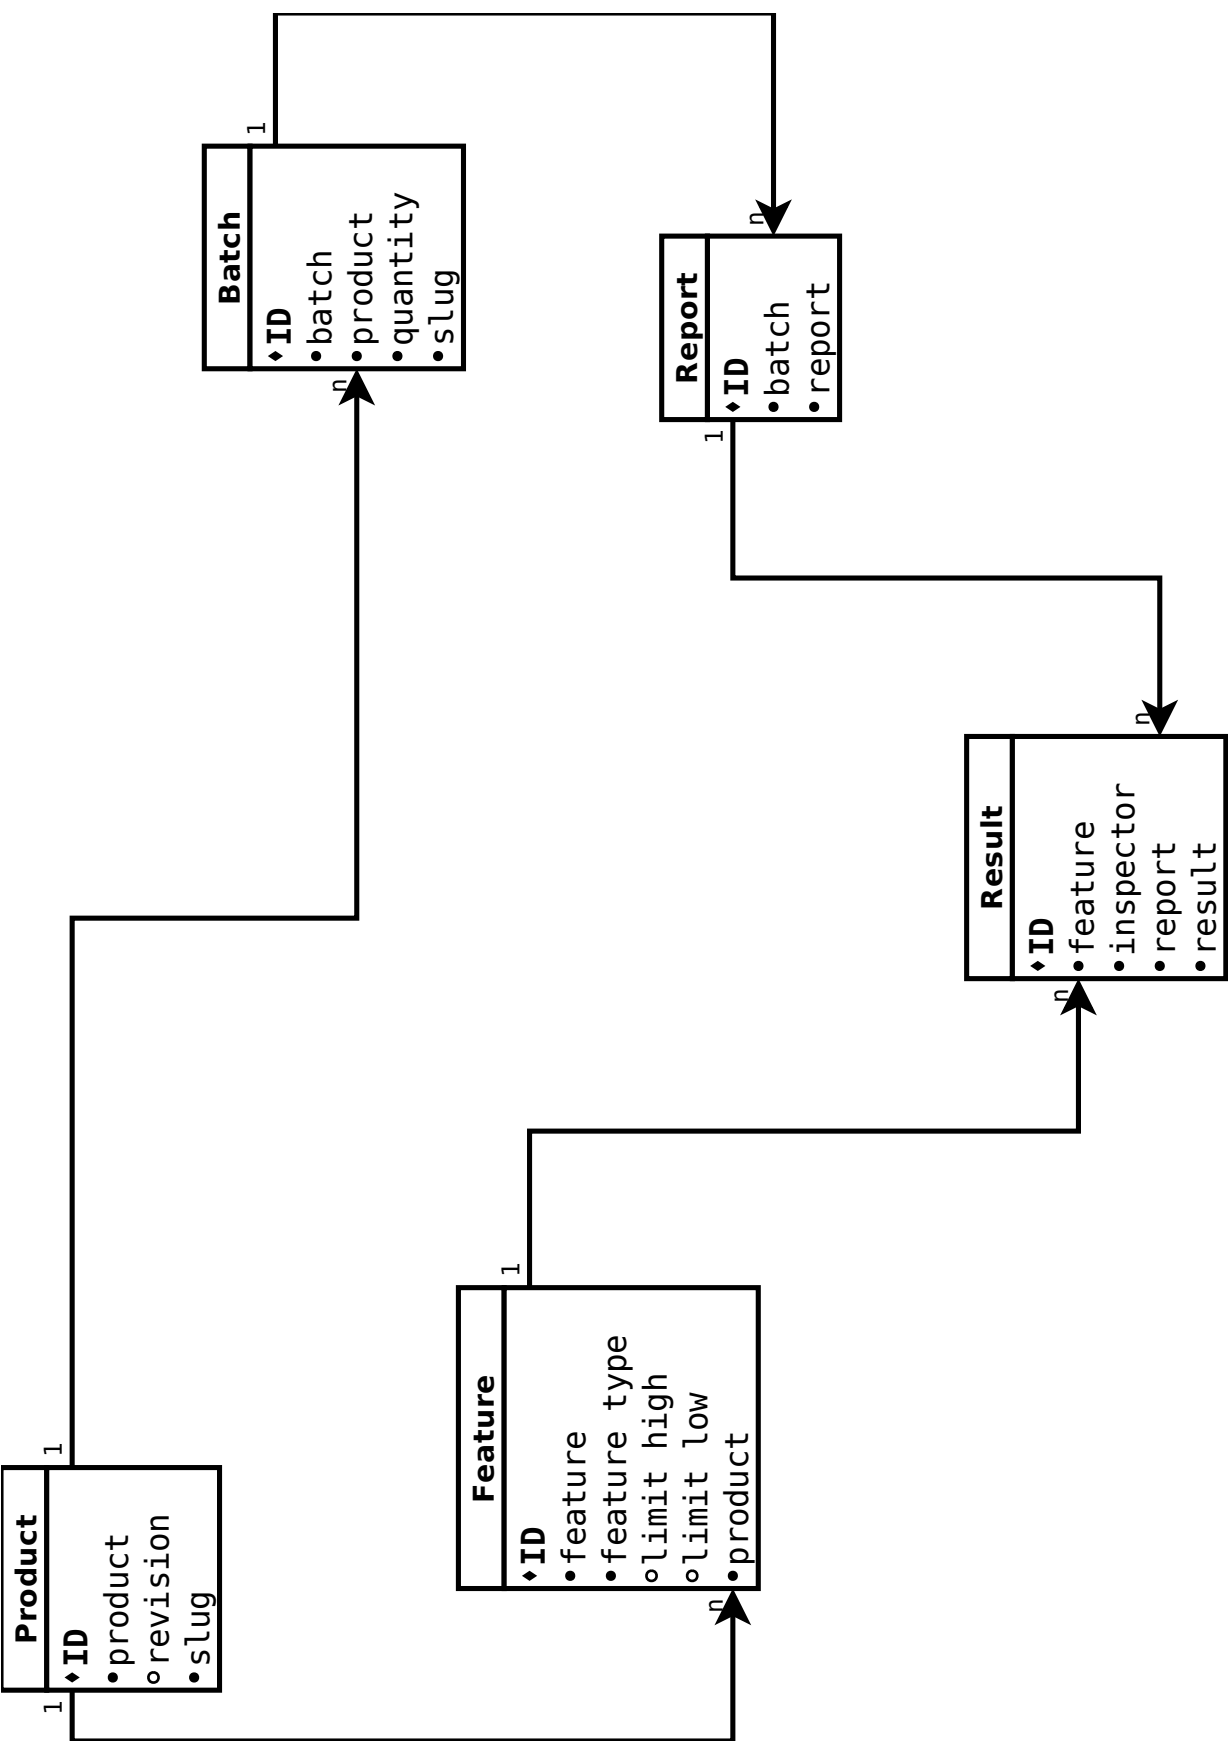 Product
ID
product
revision
slug
1
1
Batch
ID
batch
product
quantity
slug
n
1
Feature
ID
feature
feature type
limit high
limit low
product
n
1
Report
ID
batch
report
n
1
Result
ID
feature
inspector
report
result
n
n